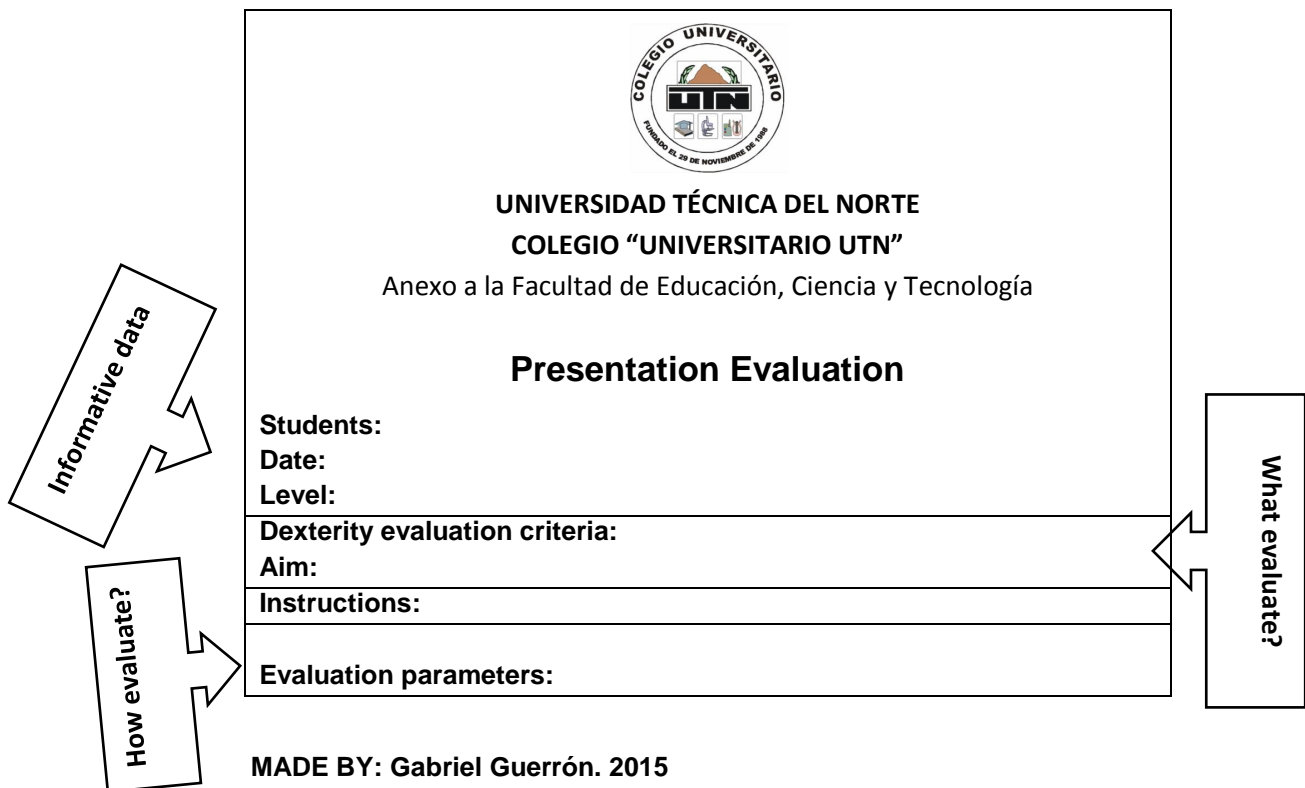 COLEGIO UNIVERSITARIO
UTN
FUNDADO EL 29 DE NOVIEMBRE DE 1988
UNIVERSIDAD TÉCNICA DEL NORTE
COLEGIO “UNIVERSITARIO UTN”
Anexo a la Facultad de Educación, Ciencia y Tecnología
Presentation Evaluation
Informative data
Students:
Date:
Level:
What evaluate?
Dexterity evaluation criteria:
Aim:
Instructions:
How evaluate?
Evaluation parameters:
MADE BY: Gabriel Guerrón. 2015